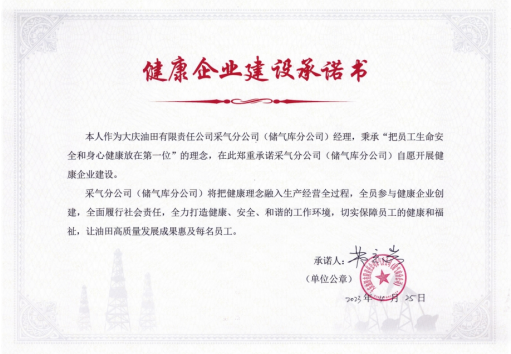 健康企业建设承诺书
本人作为大庆油田有限责任公司采气分公司（储气库分公司）经理，秉承“把员工生命安
全和身心健康放在第一位”的理念，在此郑重承诺采气分公司（储气库分公司）自愿开展健
康企业建设。
采气分公司（储气库分公司）将把健康理念融入生产经营全过程，全员参与健康企业创
建，全面履行社会责任，全力打造健康、安全、和谐的工作环境，切实保障员工的健康和福
祉，让油田高质量发展成果惠及每名员工。
承诺人：
（单位公章）
2023 年 月 25 日